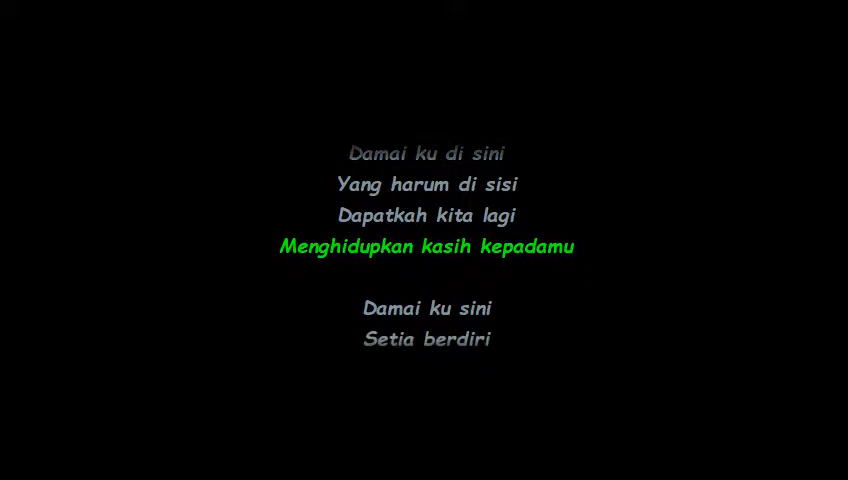 Damai ku di sini
Yang harum di sisi
Dapatkah kita lagi
Menghidupkan kasih kepadamu
Damai ku sini
Setia berdiri